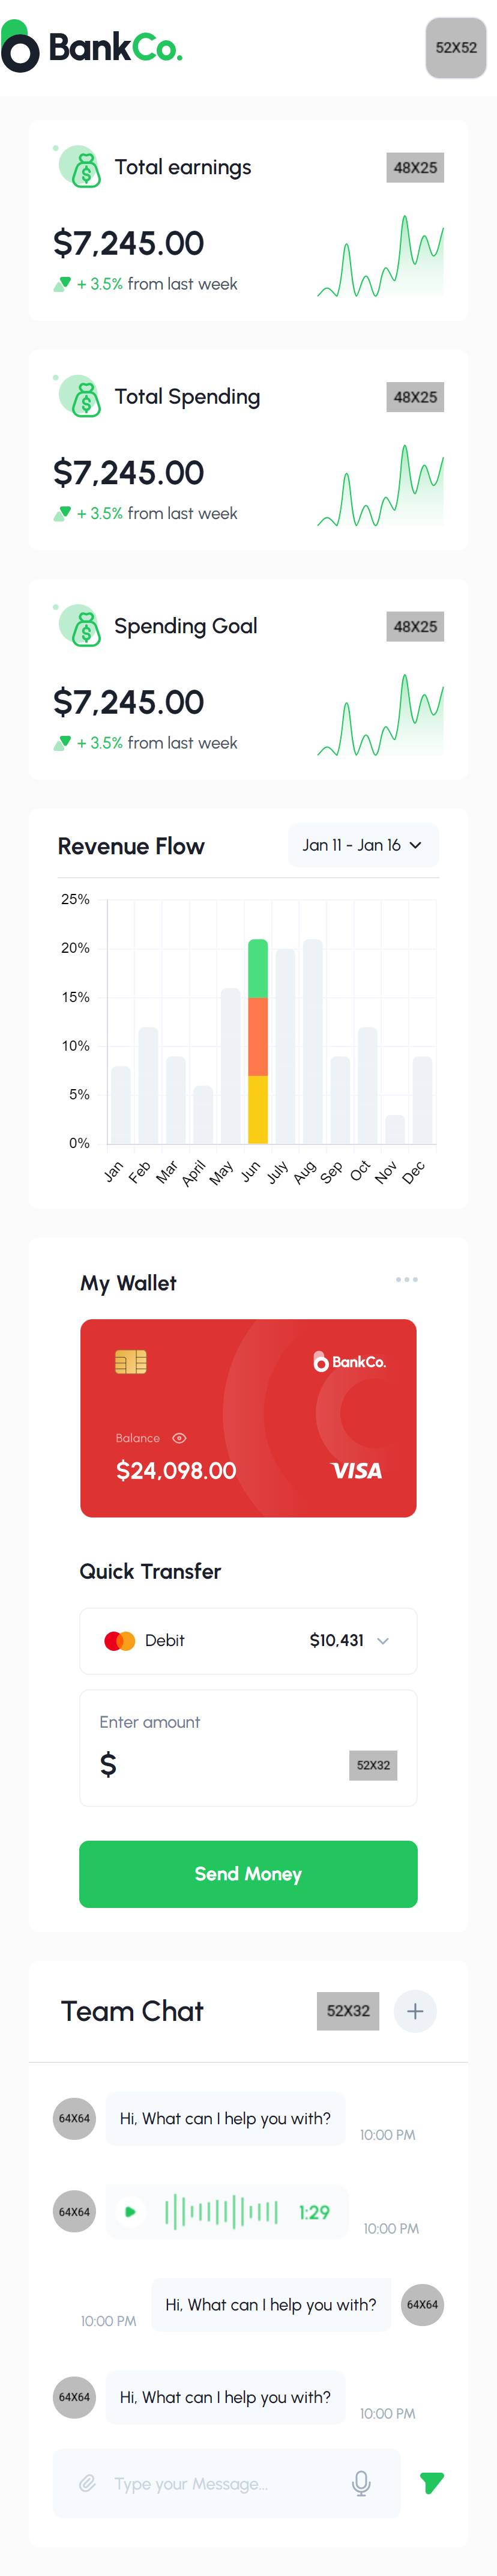 BankCo.
52X52
Total earnings
48X25
$7,245.00
+ 3.5% from last week
Total Spending
48X25
$7,245.00
+ 3.5% from last week
Spending Goal
48X25
$7,245.00
+ 3.5% from last week
Revenue Flow
Jan 11 - Jan 16
25%
20%
15%
10%
5%
0%
Jan Feb Mar April May Jun July Aug Sep Oct Nov Dec
My Wallet
BankCo.
Balance
$24,098.00
VISA
Quick Transfer
Debit
$10,431
Enter amount
$
52X32
Send Money
Team Chat
52X32
64X64
Hi, What can I help you with?
10:00 PM
64X64
1:29
10:00 PM
Hi, What can I help you with?
64X64
10:00 PM
64X64
Hi, What can I help you with?
10:00 PM
Type your Message...